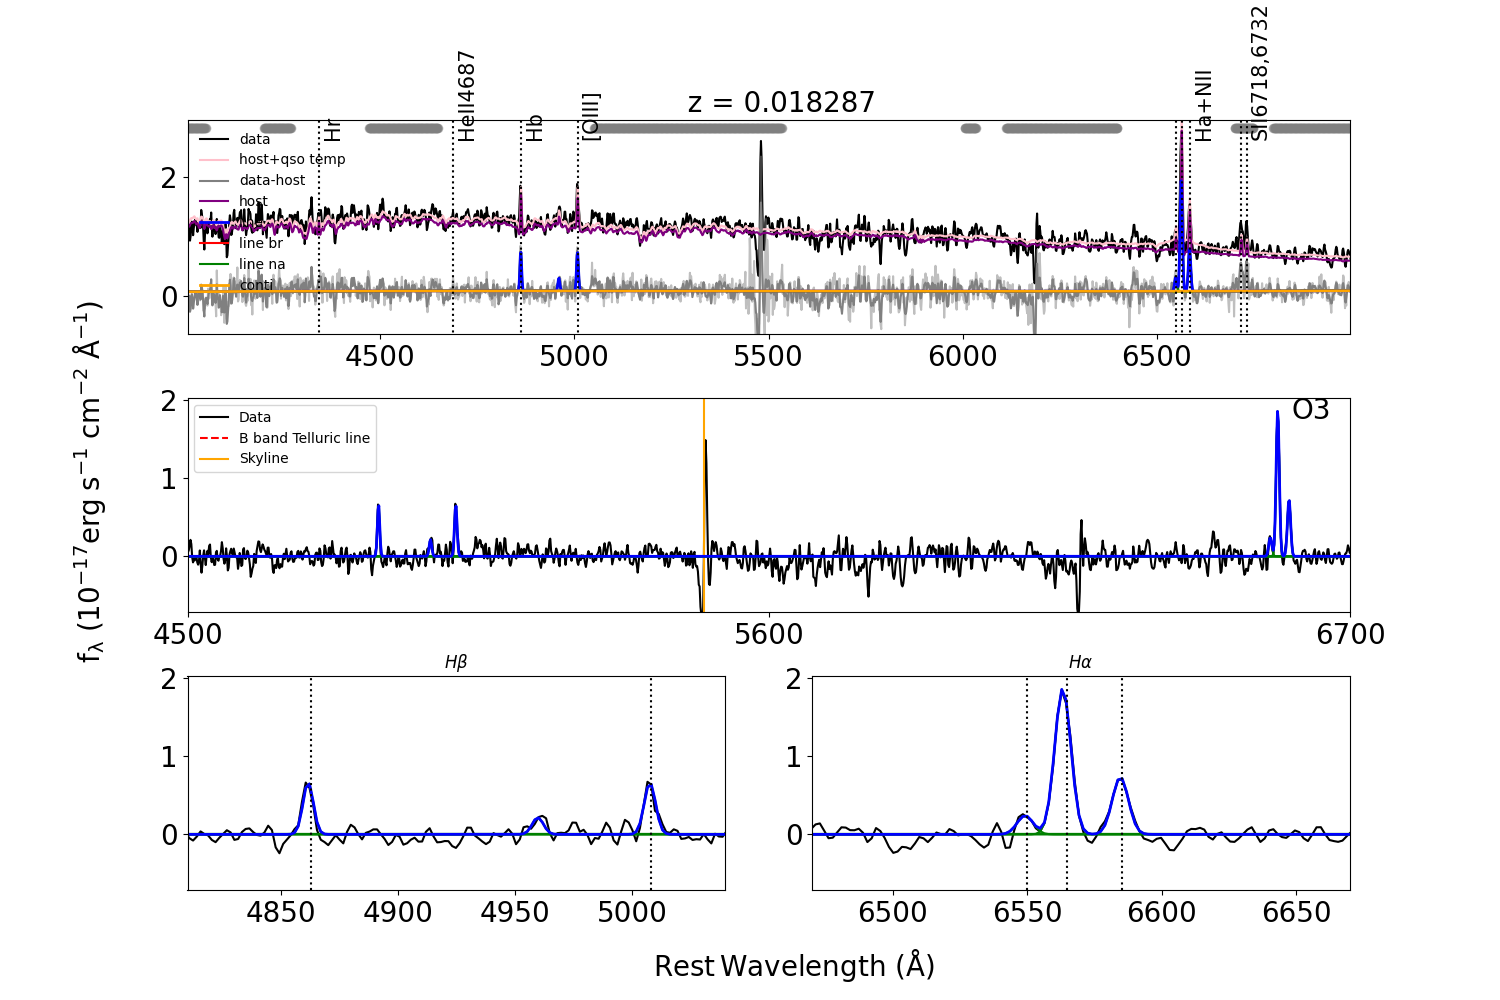 z = 0.018287
Hr
HeII4687
Hb
[OIII]
Ha+NII
SII6718,6732
data
host+qso temp
data-host
host
line br
line na
conti
2
0
4500 5000 5500 6000 6500
Data
B band Telluric line
Skyline
O3
2
1
0
4500 5600 6700
fλ (10−17erg s−1 cm−2 Å−1)
Hβ
2
1
0
4850 4900 4950 5000
Hα
2
1
0
6500 6550 6600 6650
Rest Wavelength (Å)